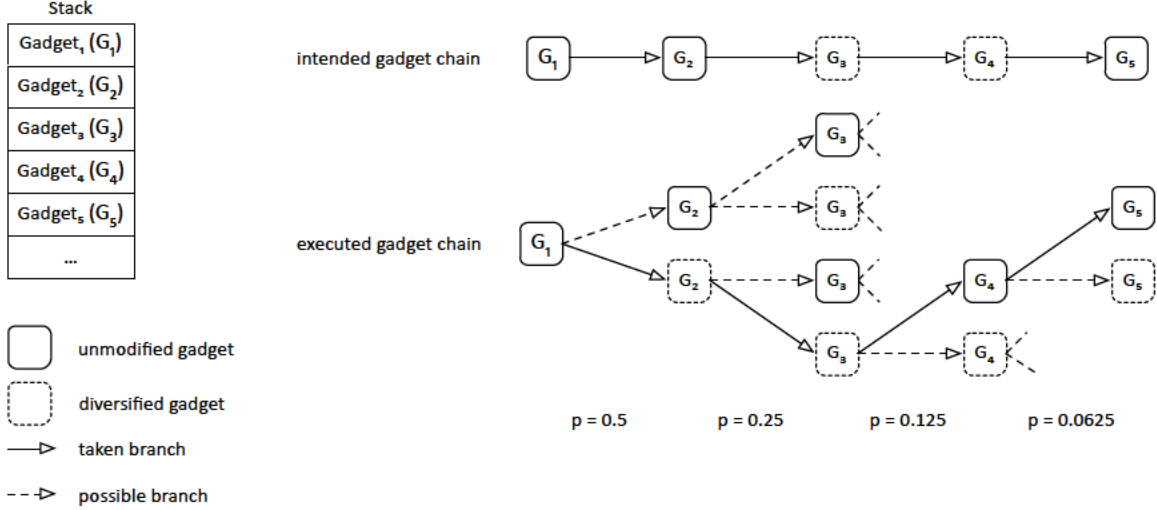 Stack
Gadget₁ (G₁)
Gadget₂ (G₂)
Gadget₃ (G₃)
Gadget₄ (G₄)
Gadget₅ (G₅)
...
intended gadget chain
G₁ G₂ G₃ G₄ G₅
executed gadget chain
G₃
G₂ G₃ G₅
G₁
G₂ G₃ G₄ G₅
G₃ G₄
p = 0.5 p = 0.25 p = 0.125 p = 0.0625
unmodified gadget
diversified gadget
taken branch
possible branch